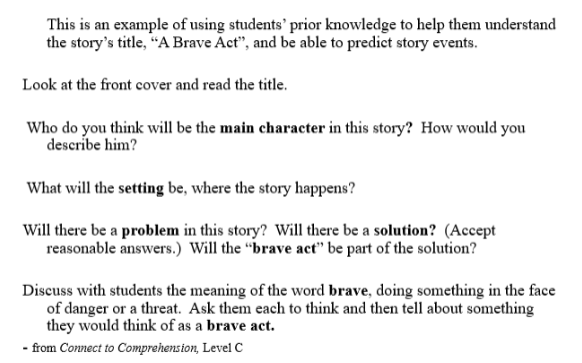 This is an example of using students' prior knowledge to help them understand
the story's title, “A Brave Act”, and be able to predict story events.
Look at the front cover and read the title.
Who do you think will be the main character in this story? How would you
describe him?
What will the setting be, where the story happens?
Will there be a problem in this story? Will there be a solution? (Accept
reasonable answers.) Will the “brave act” be part of the solution?
Discuss with students the meaning of the word brave, doing something in the face
of danger or a threat. Ask them each to think and then tell about something
they would think of as a brave act.
- from Connect to Comprehension, Level C